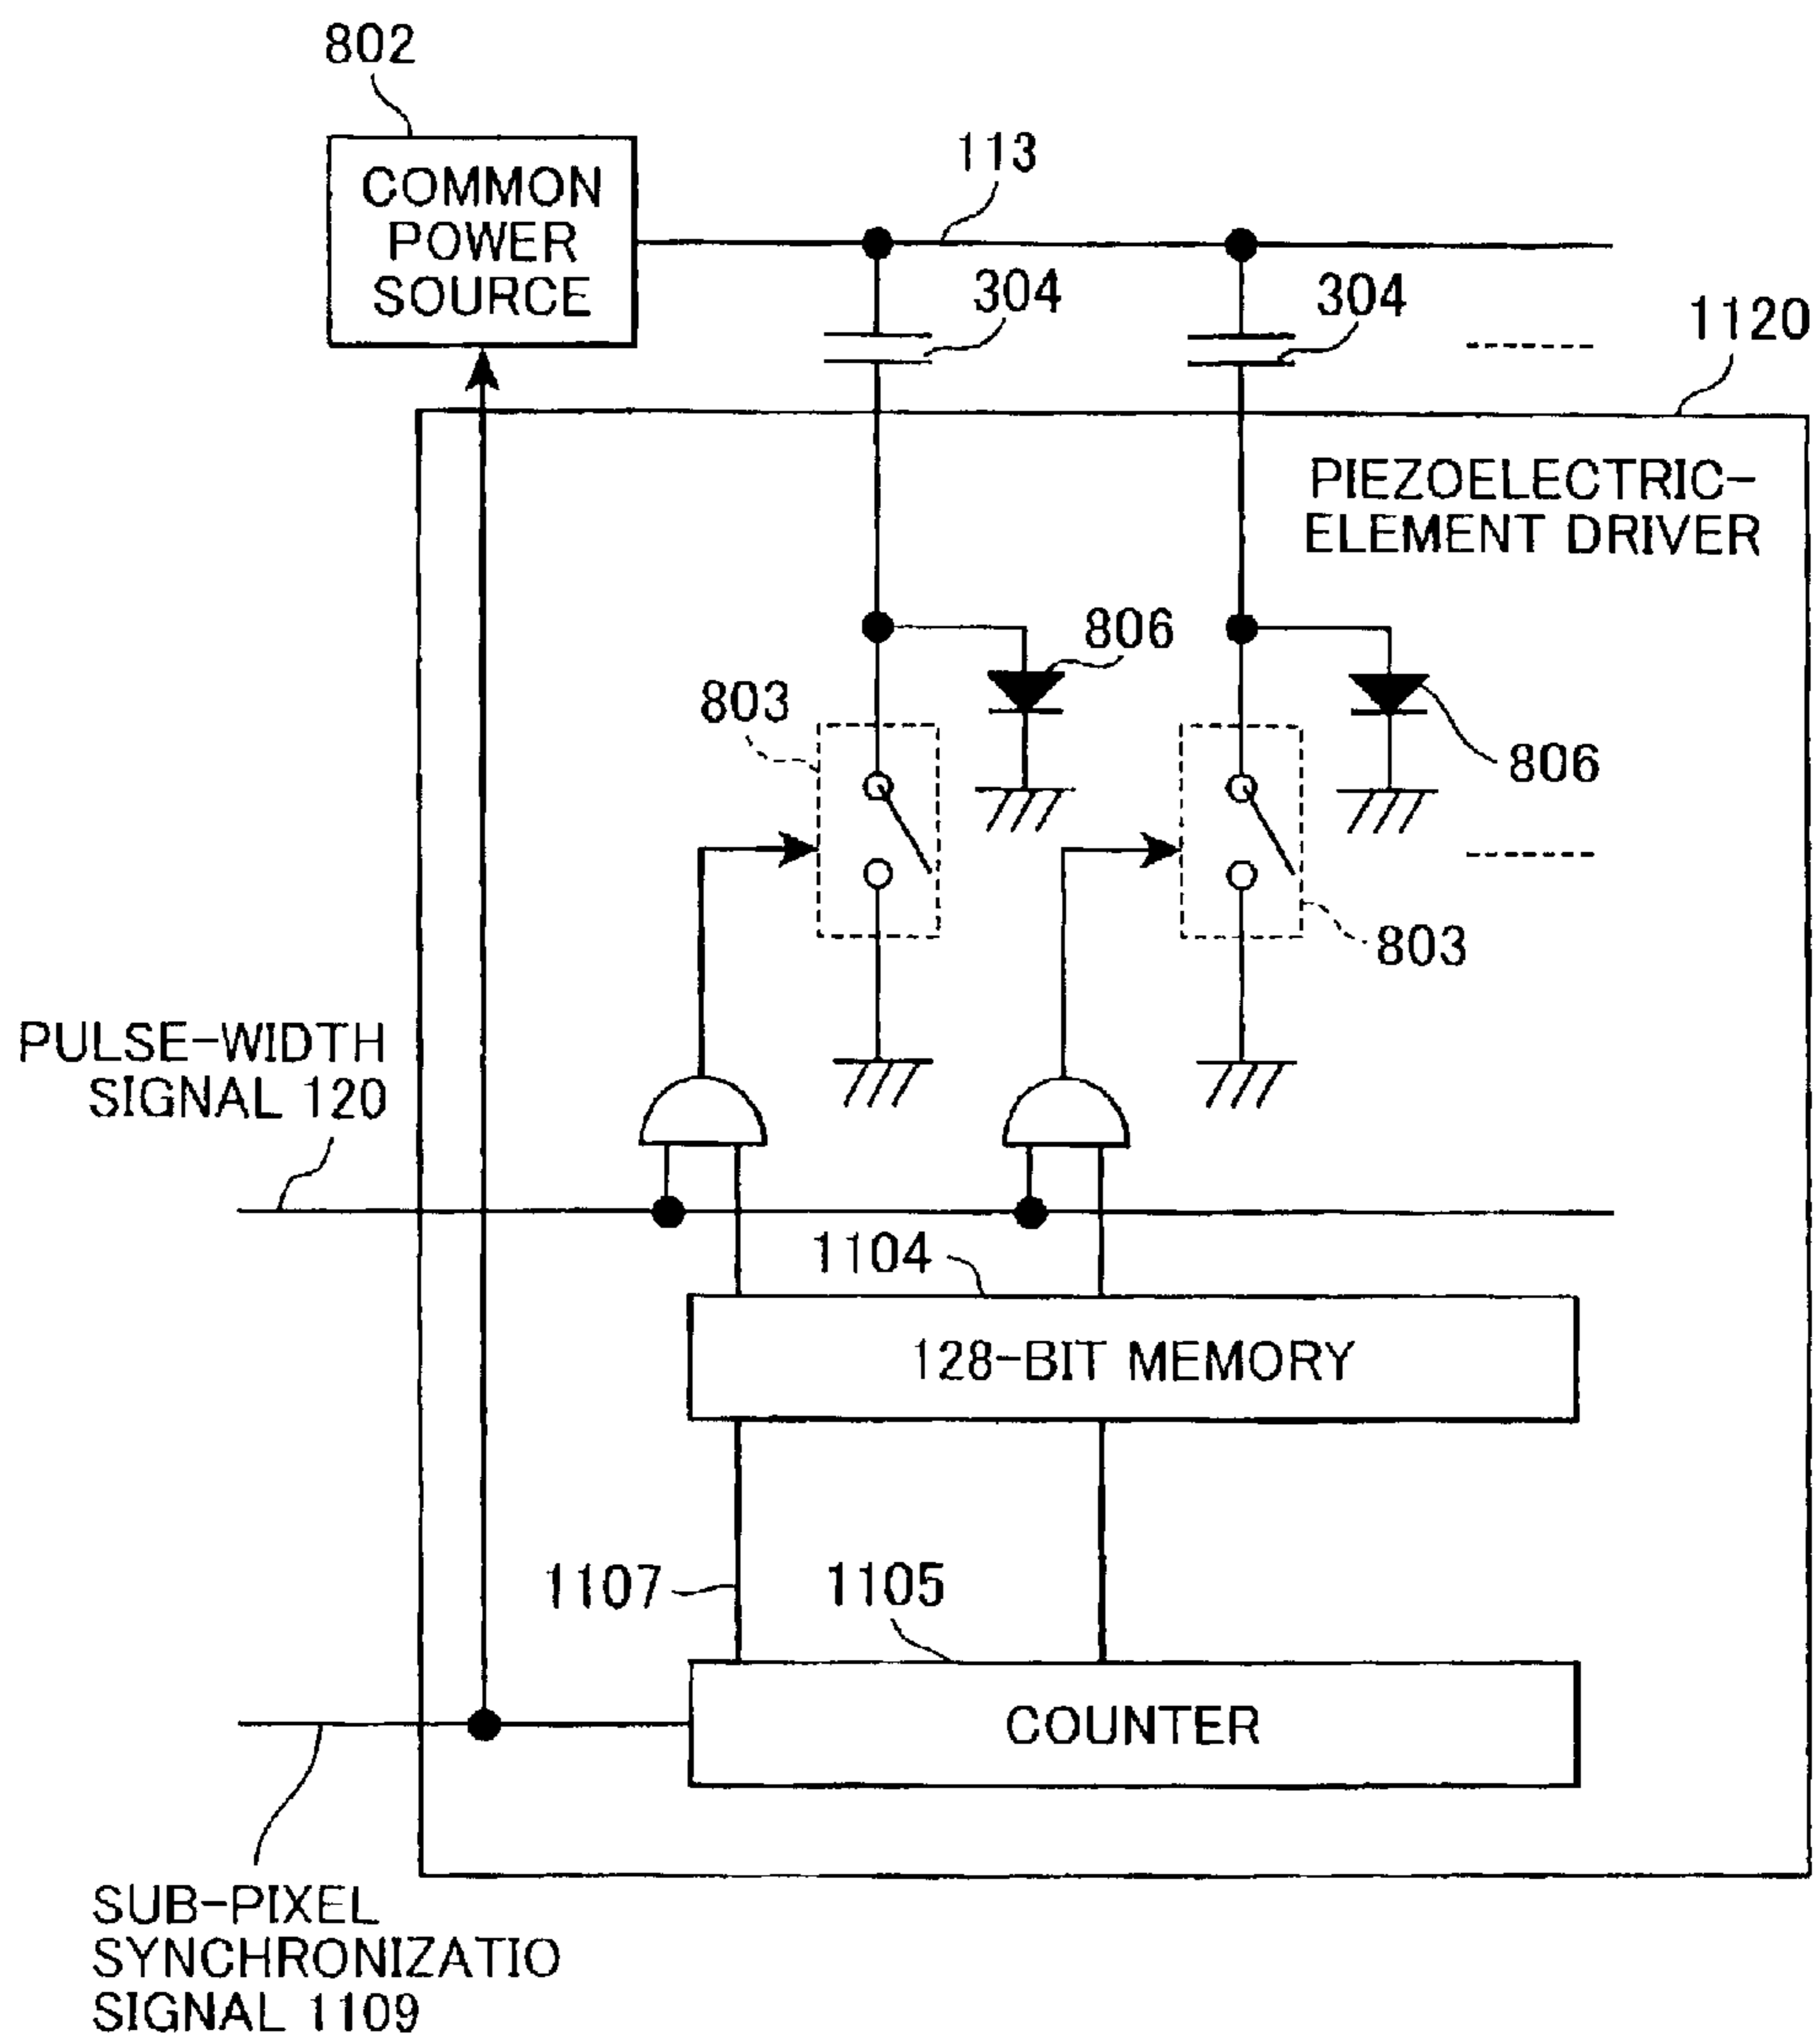 802
COMMON
POWER
SOURCE
113
304
304
1120
PIEZOELECTRIC-
ELEMENT DRIVER
806
803
806
803
PULSE-WIDTH
SIGNAL 120
1104
128-BIT MEMORY
1107
1105
COUNTER
SUB-PIXEL
SYNCHRONIZATIO
SIGNAL 1109